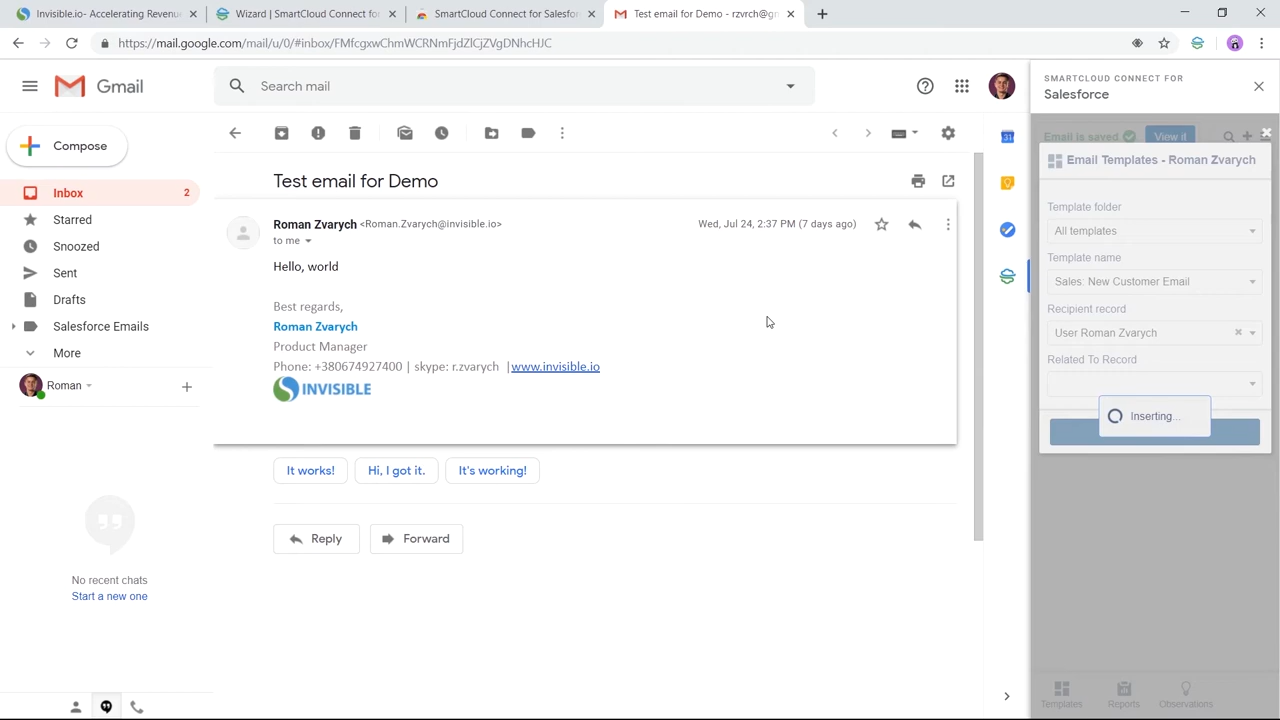 Invisible.io- Accelerating Revenue
Wizard | SmartCloud Connect for
SmartCloud Connect for Salesfor
Test email for Demo - rzvrch@gm
https://mail.google.com/mail/u/0/#inbox/FMfcgxwChmWCRNmFjdZlCjZVgDNhcHJC
Gmail
Search mail
SMARTCLOUD CONNECT FOR
Salesforce
Compose
Email is saved
View it
Inbox
2
Starred
Snoozed
Sent
Drafts
Salesforce Emails
More
Roman
No recent chats
Start a new one
Test email for Demo
Roman Zvarych <Roman.Zvarych@invisible.io>
Wed, Jul 24, 2:37 PM (7 days ago)
to me
Hello, world
Best regards,
Roman Zvarych
Product Manager
Phone: +380674927400 | skype: r.zvarych |www.invisible.io
INVISIBLE
It works!
Hi, I got it.
It's working!
Reply
Forward
31
Email Templates - Roman Zvarych
Template folder
All templates
Template name
Sales: New Customer Email
Recipient record
User Roman Zvarych
Related To Record
Inserting...
Templates
Reports
Observations